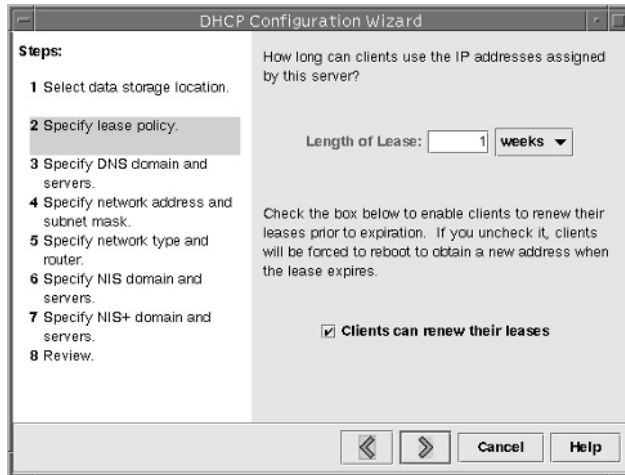 DHCP Configuration Wizard
Steps:
1 Select data storage location.
2 Specify lease policy.
3 Specify DNS domain and
servers.
4 Specify network address and
subnet mask.
5 Specify network type and
router.
6 Specify NIS domain and
servers.
7 Specify NIS+ domain and
servers.
8 Review.
How long can clients use the IP addresses assigned
by this server?
Length of Lease: 1 weeks
Check the box below to enable clients to renew their
leases prior to expiration. If you uncheck it, clients
will be forced to reboot to obtain a new address when
the lease expires.
Clients can renew their leases
Cancel Help